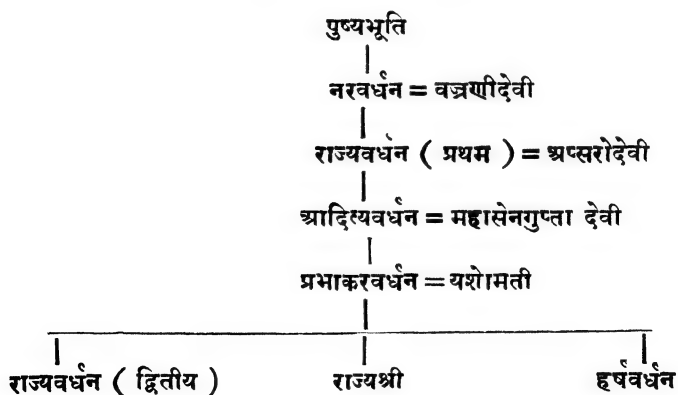 पुष्यभूति
नरवर्धन = वज्रणीदेवी
राज्यवर्धन ( प्रथम ) = अप्सरोदेवी
आदित्यवर्धन = महासेनगुप्ता देवी
प्रभाकरवर्धन = यशोमती
राज्यवर्धन ( द्वितीय ) राज्यश्री हर्षवर्धन